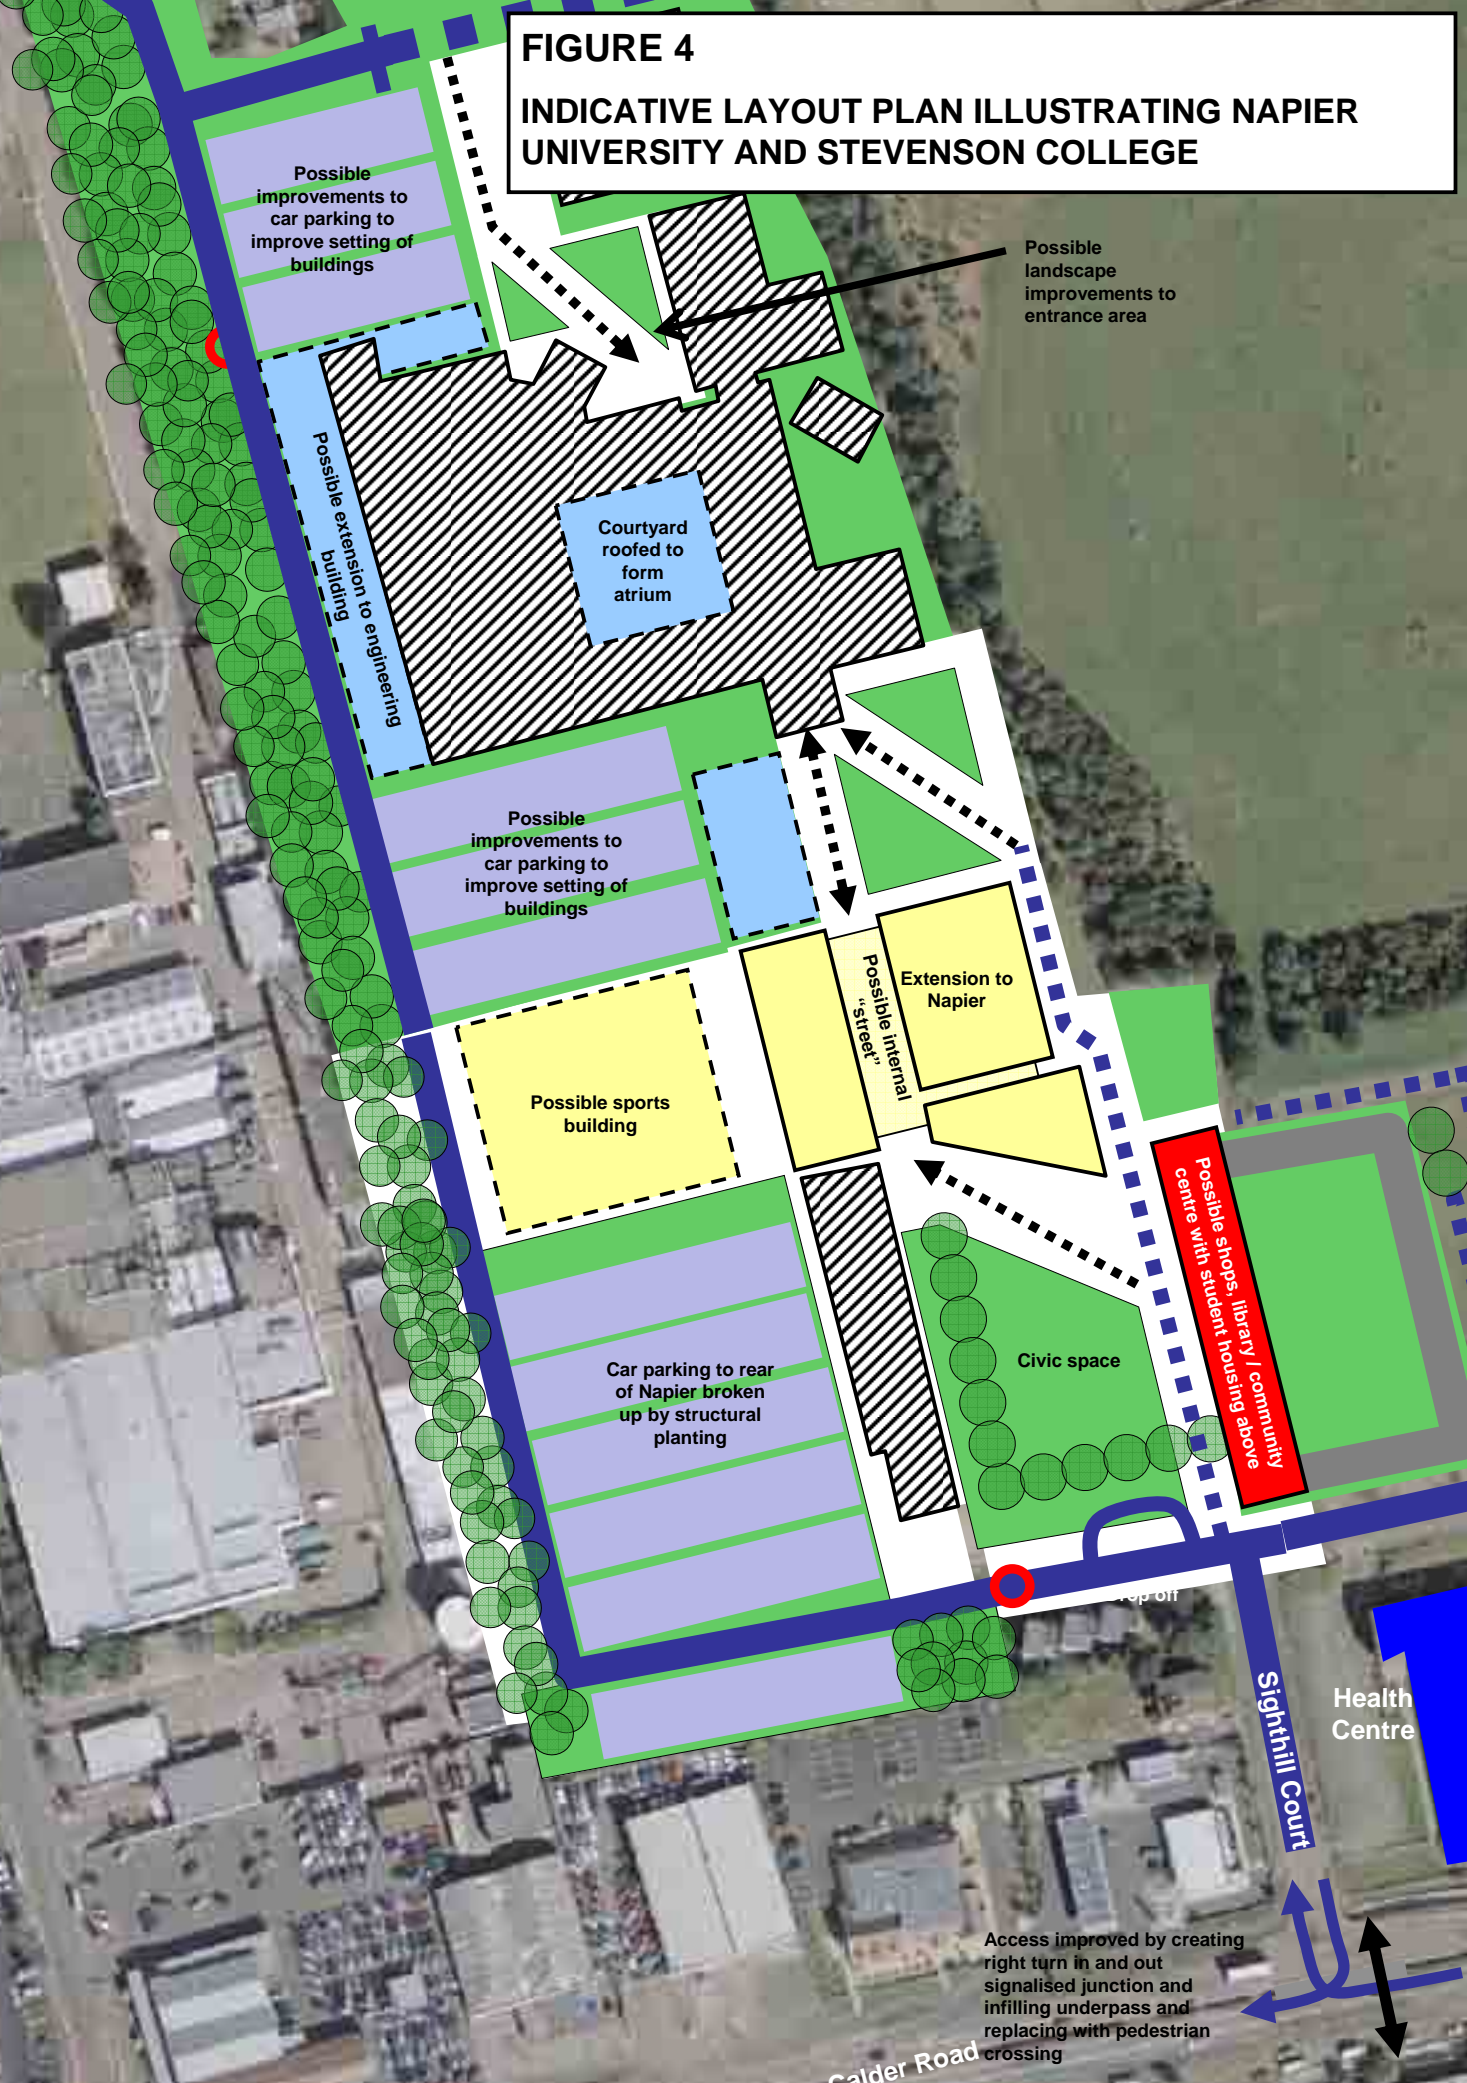 FIGURE 4
INDICATIVE LAYOUT PLAN ILLUSTRATING NAPIER
UNIVERSITY AND STEVENSON COLLEGE
Possible
improvements to
car parking to
improve setting of
buildings
Possible
landscape
improvements to
entrance area
Possible extension to engineering
building
Courtyard
roofed to
form
atrium
Possible
improvements to
car parking to
improve setting of
buildings
Possible internal
“street”
Extension to
Napier
Possible sports
building
Possible shops, library / community
centre with student housing above
Civic space
Car parking to rear
of Napier broken
up by structural
planting
off
Sighthill Court
Health
Centre
Access improved by creating
right turn in and out
signalised junction and
infilling underpass and
replacing with pedestrian
crossing
Calder Road